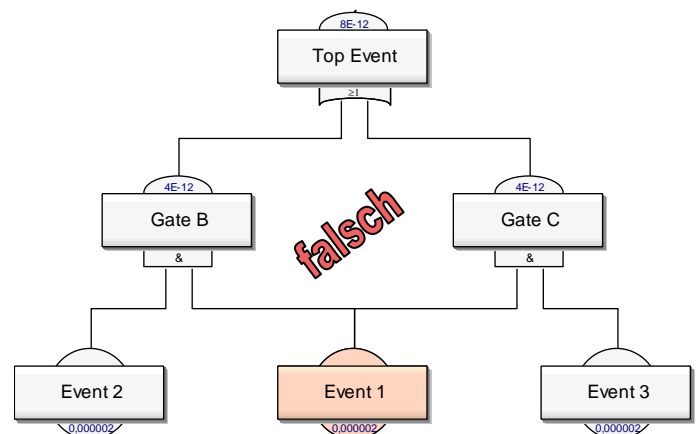 8E-12
Top Event
≥1
4E-12
4E-12
Gate B
Gate C
falsch
&
&
Event 2
Event 1
Event 3
0,000002
0,000002
0,000002